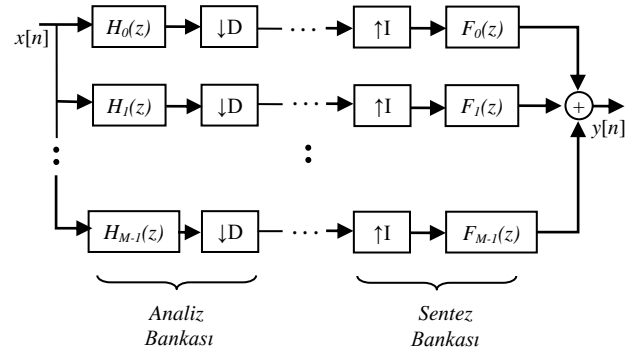 x[n] H0(z) ↓D · · · ↑I F0(z)
H1(z) ↓D · · · ↑I F1(z) + y[n]
HM-1(z) ↓D · · · ↑I FM-1(z)
Analiz Bankası
Sentez Bankası